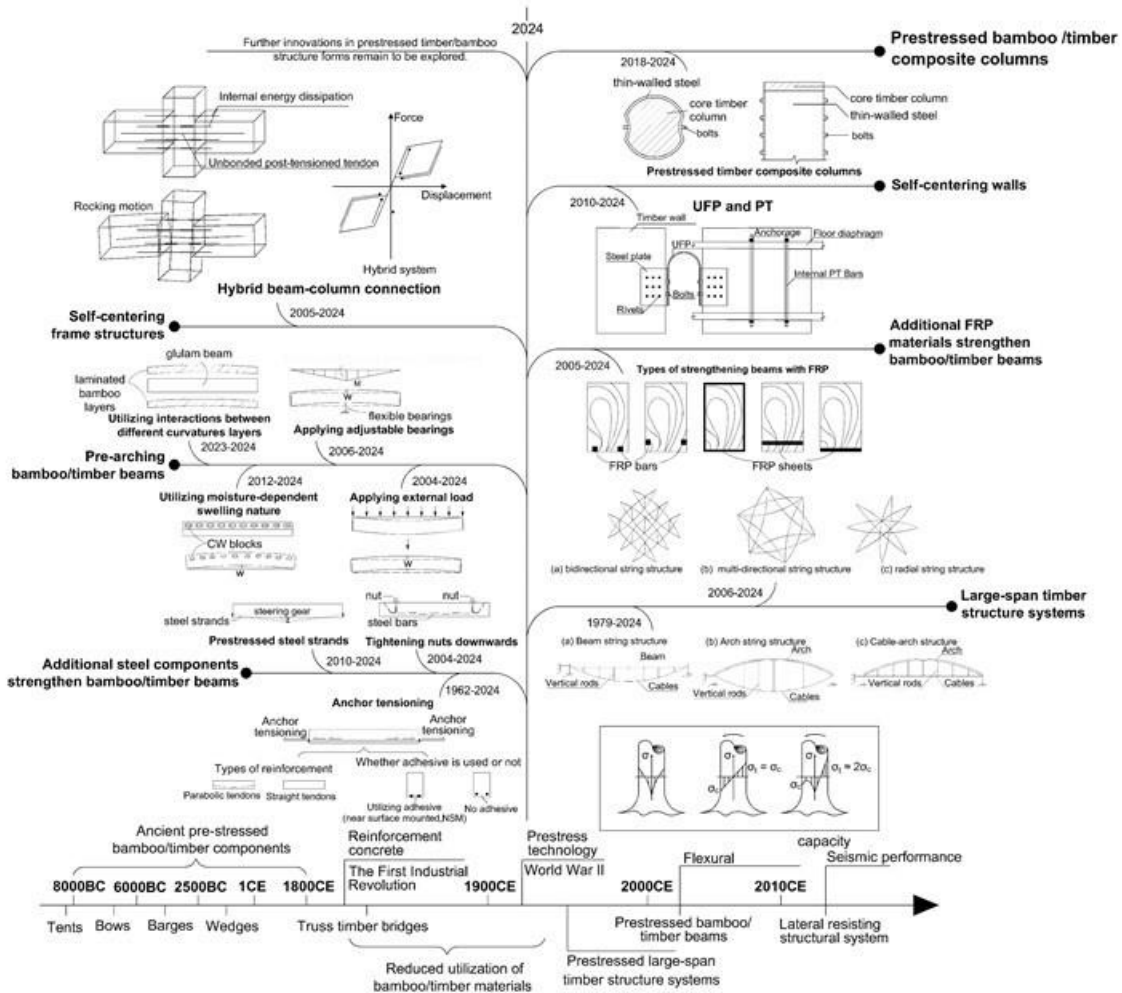 2024
Further innovations in prestressed timber/bamboo
structure forms remain to be explored.
Internal energy dissipation
Unbonded post-tensioned tendon
Rocking motion
Force
Displacement
Hybrid system
Hybrid beam-column connection
2005-2024
Self-centering
frame structures
glulam beam
laminated
bamboo
layers
Utilizing interactions between
different curvatures layers
2023-2024
M
W
flexible bearings
Applying adjustable bearings
2006-2024
Pre-arching
bamboo/timber beams
2012-2024
Utilizing moisture-dependent
swelling nature
CW blocks
W
2004-2024
Applying external load
W
steering gear
steel strands
Prestressed steel strands
2010-2024
nut
nut
steel bars
Tightening nuts downwards
2004-2024
Additional steel components
strengthen bamboo/timber beams
1962-2024
Anchor tensioning
Anchor
tensioning
Anchor
tensioning
Types of reinforcement
Whether adhesive is used or not
Parabolic tendons
Straight tendons
Utilizing adhesive
(near surface mounted,NSM)
No adhesive
Prestressed bamboo /timber
composite columns
2018-2024
thin-walled steel
core timber
column
bolts
core timber column
thin-walled steel
bolts
Prestressed timber composite columns
Self-centering walls
2010-2024
UFP and PT
Timber wall
UFP
Anchorage
Floor diaphragm
Steel plate
Internal PT Bars
Bolts
Rivets
Additional FRP
materials strengthen
bamboo/timber beams
2005-2024
Types of strengthening beams with FRP
FRP bars
FRP sheets
(a) bidirectional string structure
(b) multi-directional string structure
(c) radial string structure
2006-2024
Large-span timber
structure systems
1979-2024
(a) Beam string structure
Beam
Vertical rods
Cables
(b) Arch string structure
Arch
Vertical rods
Cables
(c) Cable-arch structure
Arch
Vertical rods
Cables
σ
σc
σt = σc
σc
σ
σt = 2σc
capacity
Ancient pre-stressed
bamboo/timber components
Reinforcement
concrete
The First Industrial
Revolution
Prestress
technology
World War II
Flexural
Seismic performance
8000BC
6000BC
2500BC
1CE
1800CE
1900CE
2000CE
2010CE
Tents
Bows
Barges
Wedges
Truss timber bridges
Prestressed bamboo/
timber beams
Lateral resisting
structural system
Reduced utilization of
bamboo/timber materials
Prestressed large-span
timber structure systems